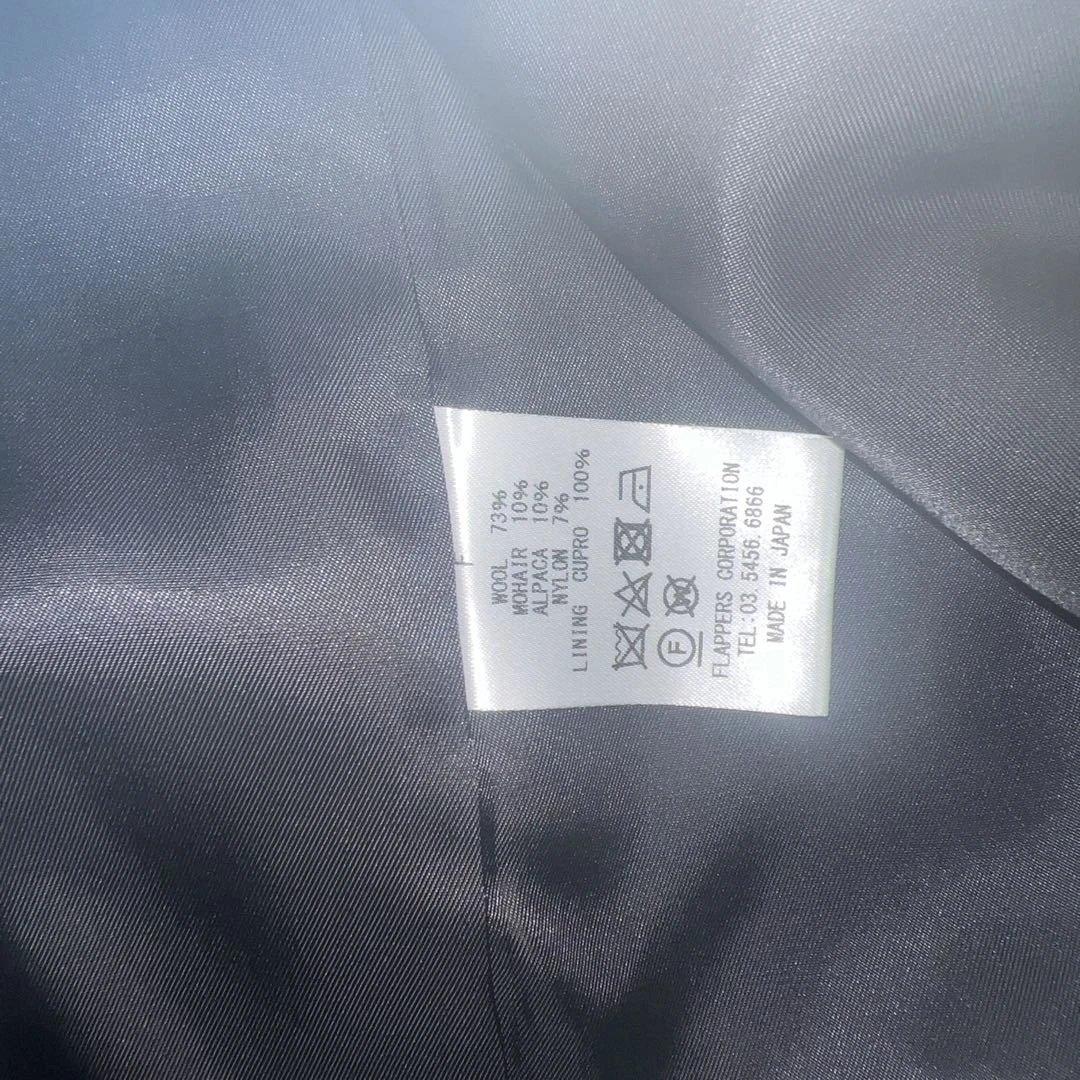 WOOL 73%
MOHAIR 10%
ALPACA 10%
NYLON 7%
LINING CUPRO 100%
F W
FLAPPERS CORPORATION
TEL:03.5456.6866
MADE IN JAPAN